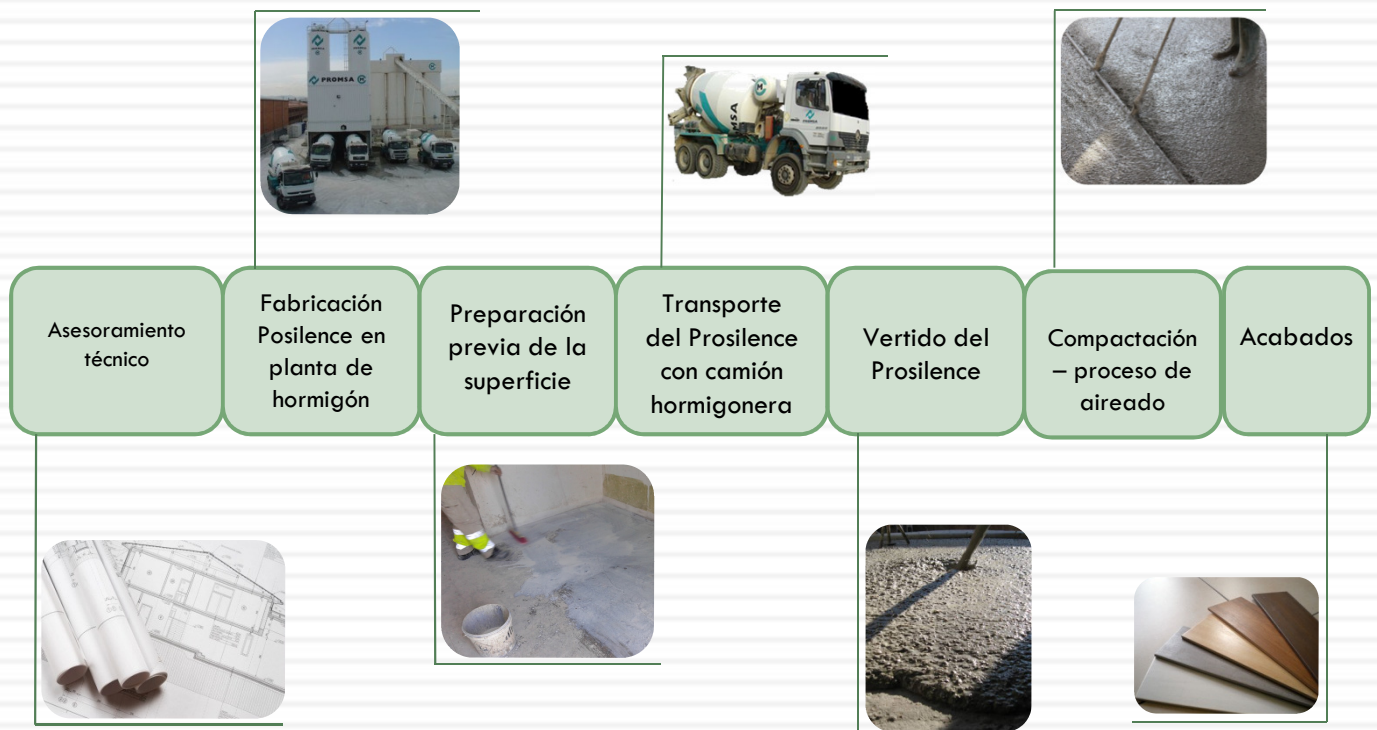 PROMSA
MSA
Asesoramiento
técnico
Fabricación
Posilence en
planta de
hormigón
Preparación
previa de la
superficie
Transporte
del Prosilence
con camión
hormigonera
Vertido del
Prosilence
Compactación
– proceso de
aireado
Acabados